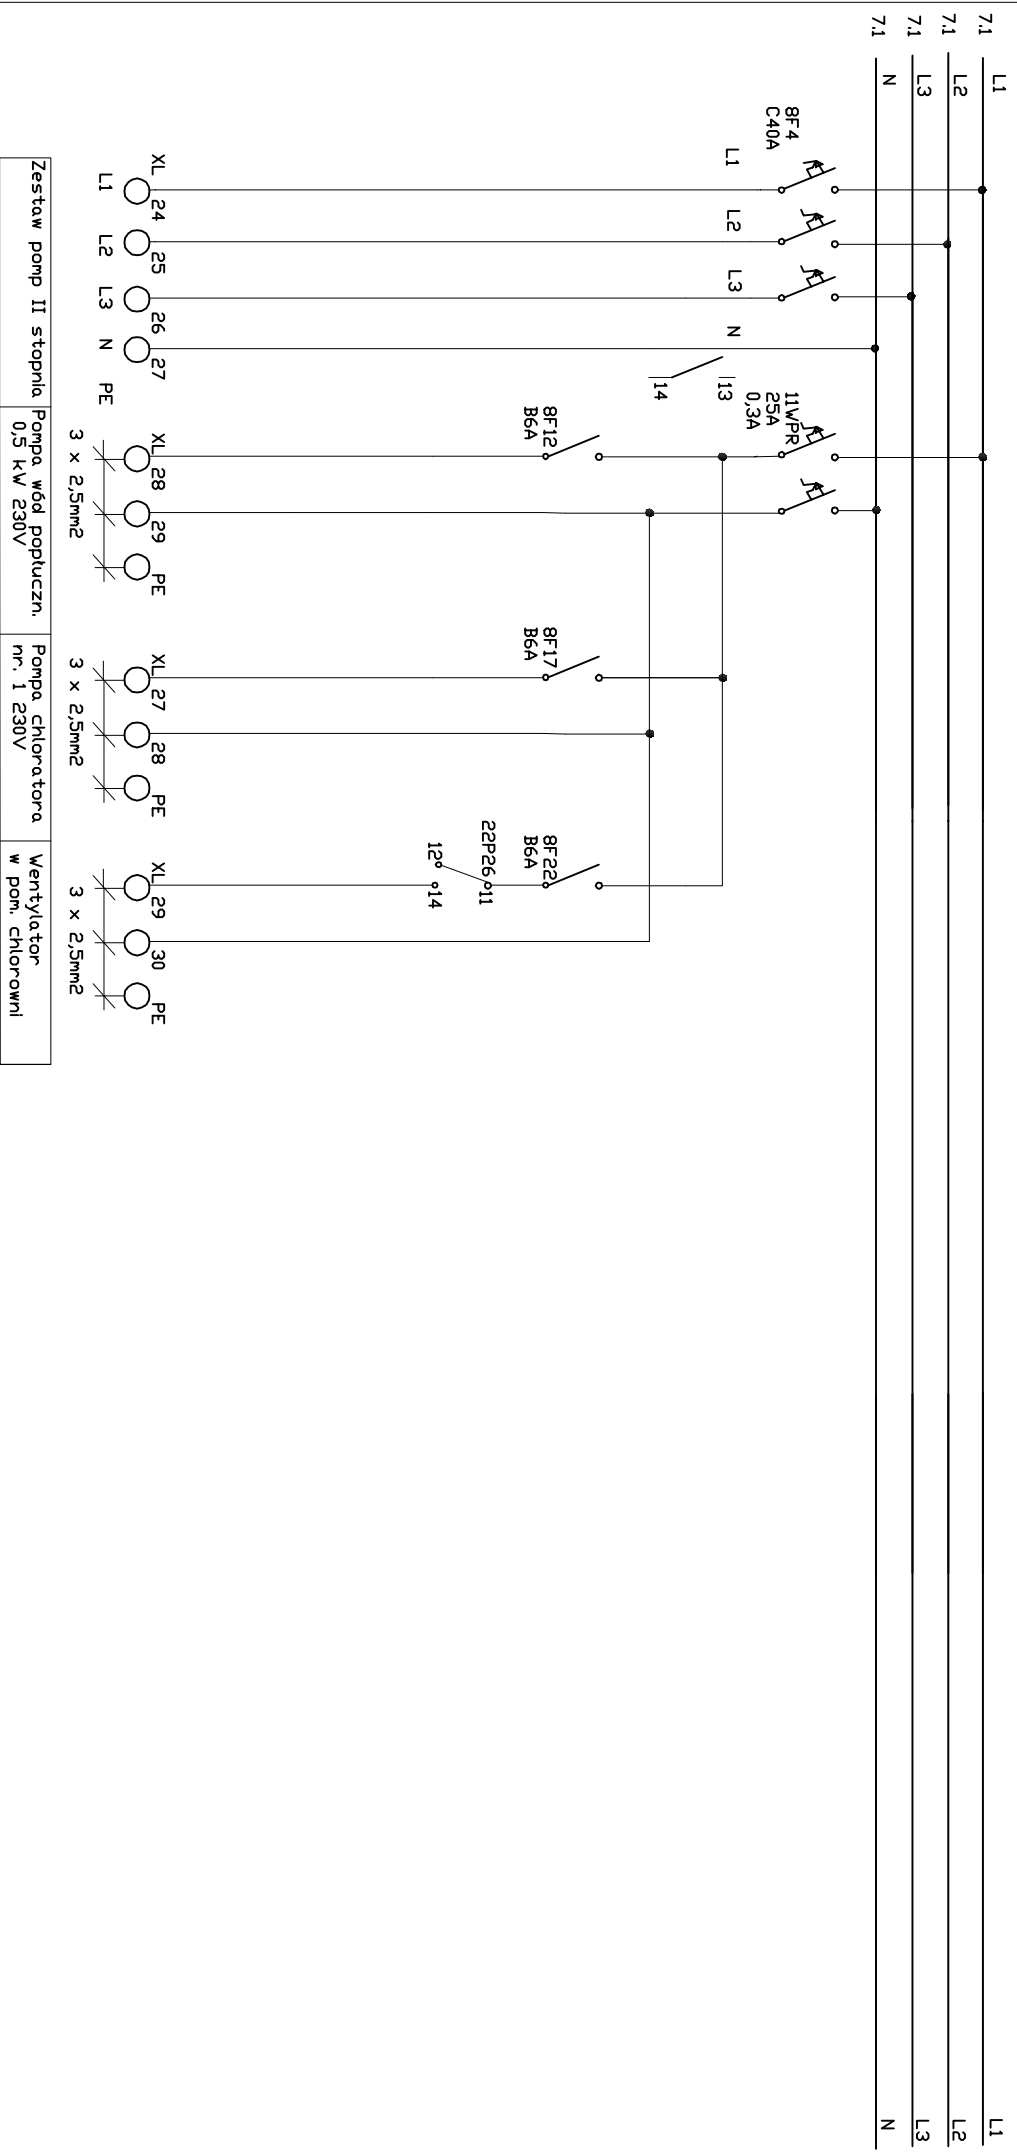 7.1 L1 L1
7.1 L2 L2
7.1 L3 L3
7.1 N N
8F4
C40A
11WPR
25A
0,3A
L1 L2 L3 N
13
14
8F12
B6A
8F17
B6A
8F22
B6A
22P26 11
12 14
XL 24 25 26 27 XL 28 29 PE XL 27 28 PE XL 29 30 PE
L1 L2 L3 N PE
3 x 2,5mm2 3 x 2,5mm2 3 x 2,5mm2
Zestaw pomp II stopnia
Pompa wód popłuczn.
0,5 kW 230V
Pompa chloratora
nr. 1 230V
Wentylator
w pom. chlorowni